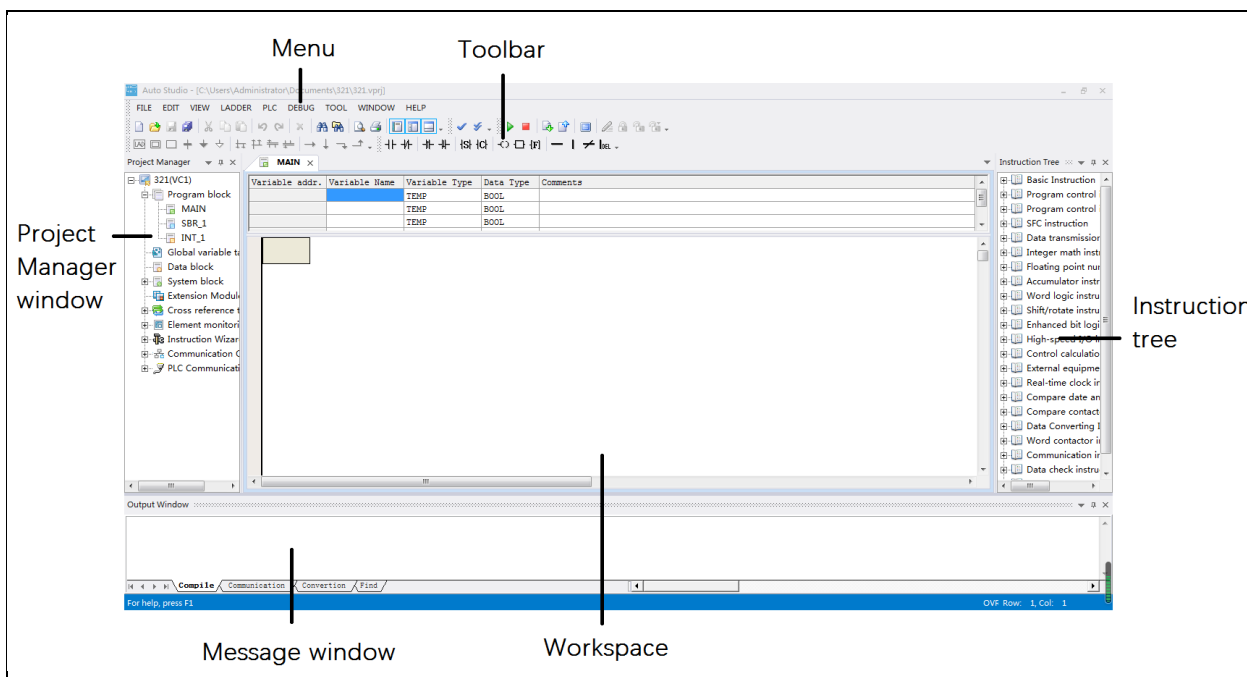 Menu
Toolbar
Auto Studio - [C:\Users\Administrator\Documents\321\321.vprj]
FILE EDIT VIEW LADDER PLC DEBUG TOOL WINDOW HELP
Project Manager
MAIN
Instruction Tree
321(VC1)
Program block
MAIN
SBR_1
INT_1
Global variable ta
Data block
System block
Extension Module
Cross reference t
Element monitori
Instruction Wizar
Communication C
PLC Communicati
Variable addr. Variable Name Variable Type Data Type Comments
TEMP BOOL
TEMP BOOL
TEMP BOOL
Basic Instruction
Program control
Program control
SFC instruction
Data transmission
Integer math instr
Floating point nur
Accumulator instr
Word logic instru
Shift/rotate instru
Enhanced bit logi
High-speed I/O i
Control calculatio
External equipme
Real-time clock ir
Compare date an
Compare contact
Data Converting I
Word contactor i
Communication ir
Data check instru
Project
Manager
window
Instruction
tree
Output Window
Compile Communication Convertion Find
For help, press F1
OVF Row: 1, Col: 1
Message window
Workspace